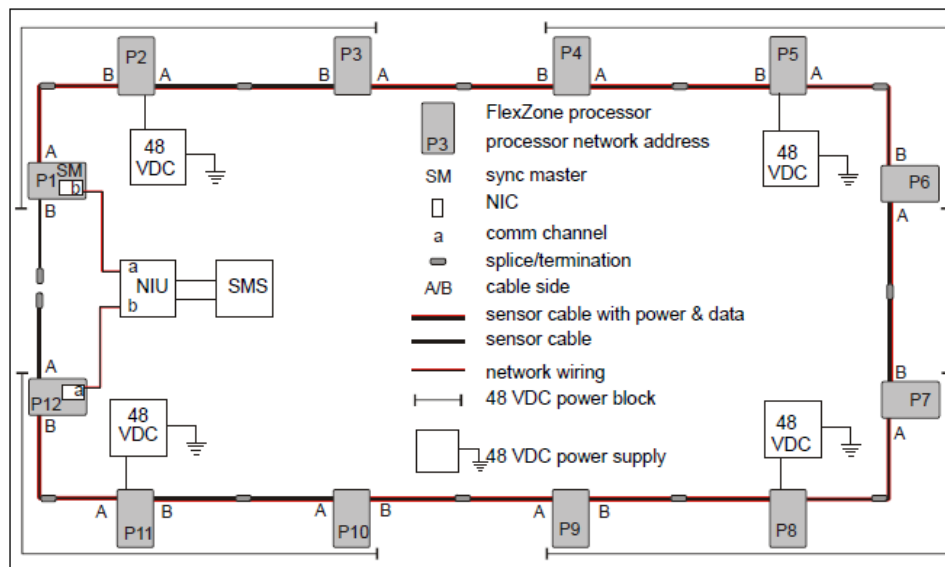 P2
P3
P4
P5
B
A
B
A
B
A
B
A
48
VDC
48
VDC
A
SM
P1
b
B
FlexZone processor
P3
processor network address
SM
sync master
NIC
a
comm channel
splice/termination
A/B
cable side
sensor cable with power & data
sensor cable
network wiring
48 VDC power block
48 VDC power supply
B
P6
A
a
NIU
b
SMS
A
a
P12
B
B
P7
A
48
VDC
48
VDC
A
B
A
B
A
B
P11
P10
P9
P8